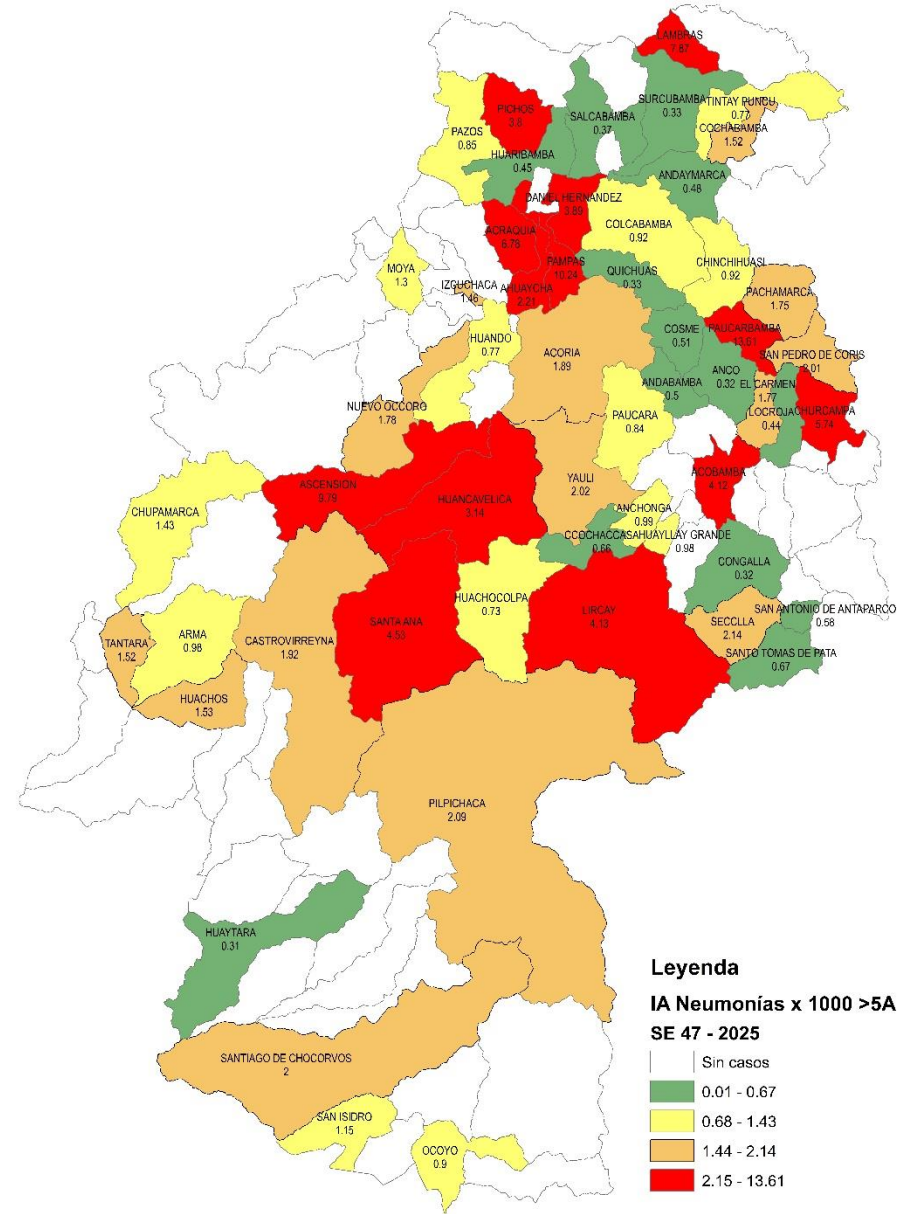 LAMBRAS
7.87
PICHOS
3.8
PAZOS
0.85
SALCABAMBA
0.37
SURCUBAMBA
0.33
TINTAY PUNCU
0.77
COCHABAMBA
1.52
HUARIBAMBA
0.45
ANDAYMARCA
0.48
DANIEL HERNANDEZ
3.89
COLCABAMBA
0.92
ACRAQUIA
6.78
MOYA
1.3
IZCUCHACA
1.46
AHUAYCHA
2.21
PAMPAS
10.24
QUICHUAS
0.33
CHINCHIHUASI
0.92
PACHAMARCA
1.75
HUANDO
0.77
ACORIA
1.89
COSME
0.51
PAUCARBAMBA
13.61
SAN PEDRO DE CORIS
2.01
ANCO
0.32
EL CARMEN
1.77
ANDABAMBA
0.5
NUEVO OCCORO
1.78
PAUCARA
0.84
LOCROJA
0.44
CHURCAMPA
5.74
ACOBAMBA
4.12
YAULI
2.02
ASCENSION
9.79
HUANCAVELICA
3.14
CHUPAMARCA
1.43
ANCHONGA
0.99
CCOCHACCASA
0.66
HUAYLLAY GRANDE
0.98
CONGALLA
0.32
HUACHOCOLPA
0.73
LIRCAY
4.13
SAN ANTONIO DE ANTAPARCO
0.58
SECCLLA
2.14
SANTO TOMAS DE PATA
0.67
SANTA ANA
4.53
TANTARA
1.52
ARMA
0.98
CASTROVIRREYNA
1.92
HUACHOS
1.53
PILPICHACA
2.09
HUAYTARA
0.31
SANTIAGO DE CHOCORVOS
2
SAN ISIDRO
1.15
OCOYO
0.9
Leyenda
IA Neumonías x 1000 >5A
SE 47 - 2025
Sin casos
0.01 - 0.67
0.68 - 1.43
1.44 - 2.14
2.15 - 13.61